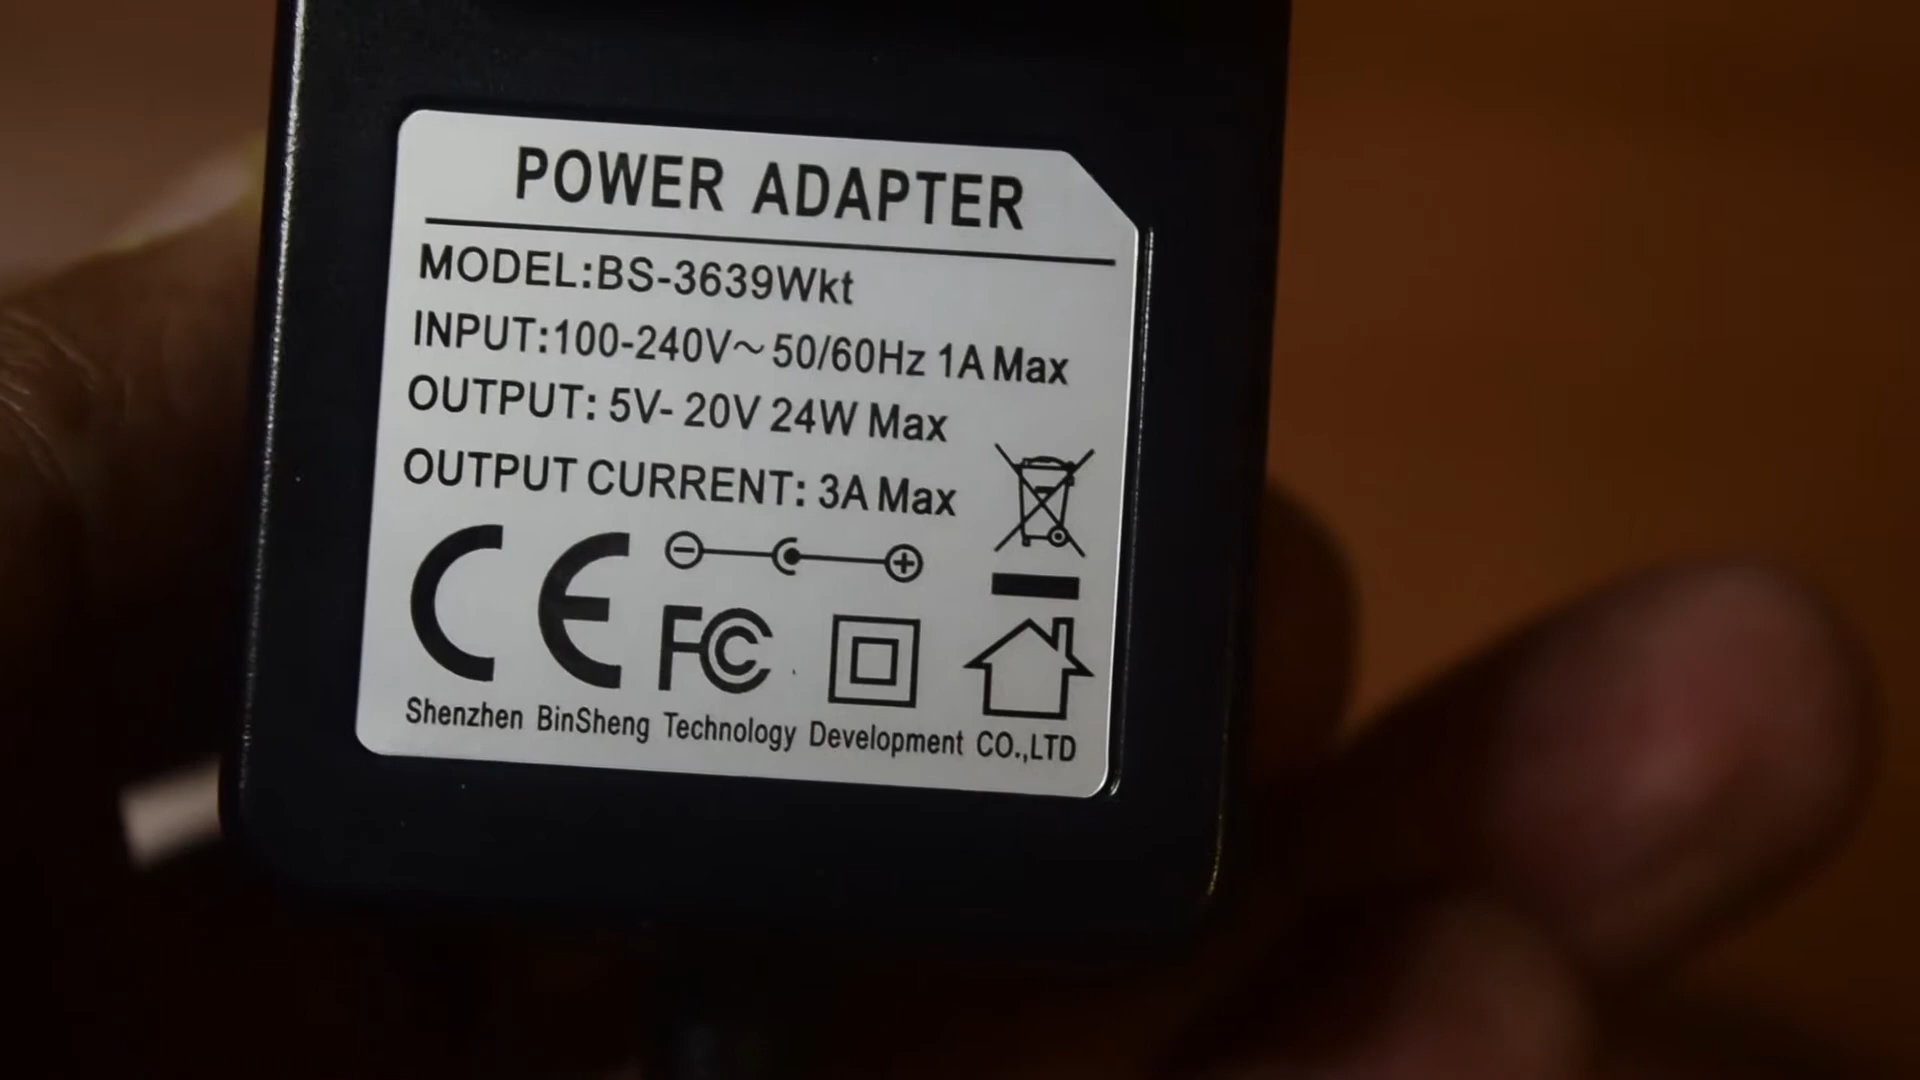 POWER ADAPTER
MODEL:BS-3639Wkt
INPUT:100-240V~50/60Hz 1A Max
OUTPUT: 5V- 20V 24W Max
OUTPUT CURRENT: 3A Max
CE
FC
Shenzhen BinSheng Technology Development CO.,LTD